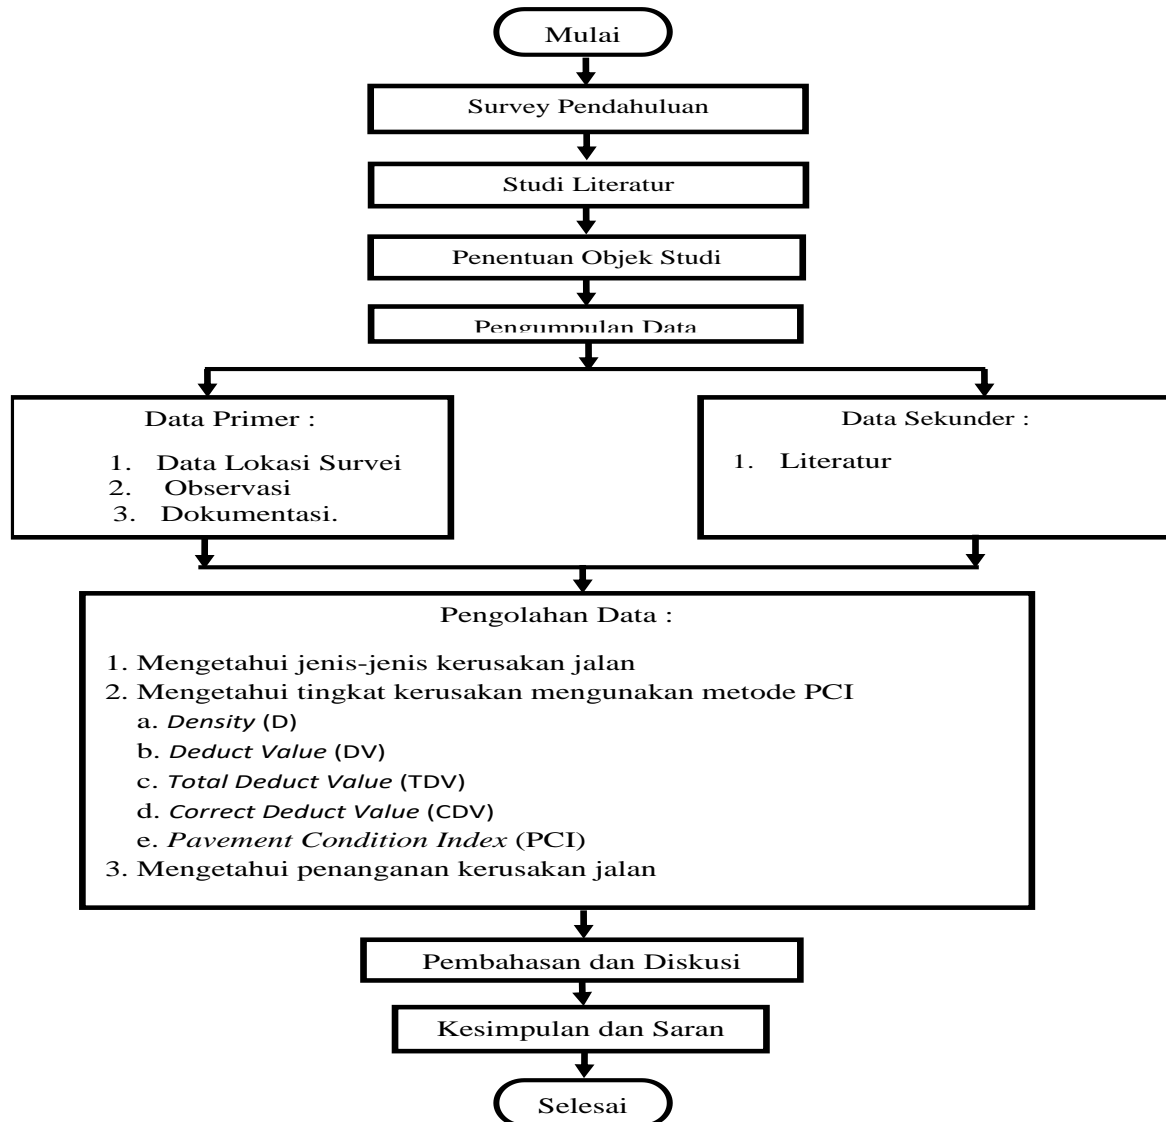 Mulai
Survey Pendahuluan
Studi Literatur
Penentuan Objek Studi
Pengumpulan Data
Data Primer :
1. Data Lokasi Survei
2. Observasi
3. Dokumentasi.
Data Sekunder :
1. Literatur
Pengolahan Data :
1. Mengetahui jenis-jenis kerusakan jalan
2. Mengetahui tingkat kerusakan mengunakan metode PCI
a. Density (D)
b. Deduct Value (DV)
c. Total Deduct Value (TDV)
d. Correct Deduct Value (CDV)
e. Pavement Condition Index (PCI)
3. Mengetahui penanganan kerusakan jalan
Pembahasan dan Diskusi
Kesimpulan dan Saran
Selesai